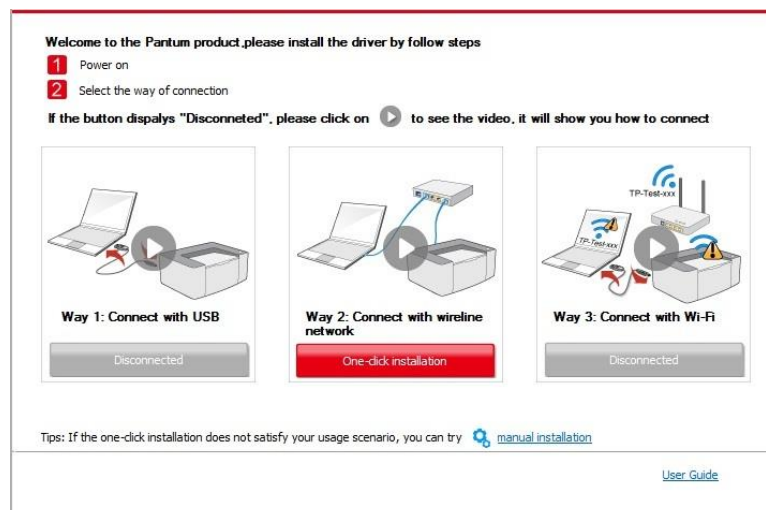 Welcome to the Pantum product,please install the driver by follow steps
1 Power on
2 Select the way of connection
If the button dispalys "Disconneted", please click on to see the video, it will show you how to connect
TP-Test-xxx
TP-Test-xxx
Way 1: Connect with USB
Way 2: Connect with wireline
network
Way 3: Connect with Wi-Fi
Disconnected
One-click installation
Disconnected
Tips: If the one-click installation does not satisfy your usage scenario, you can try manual installation
User Guide